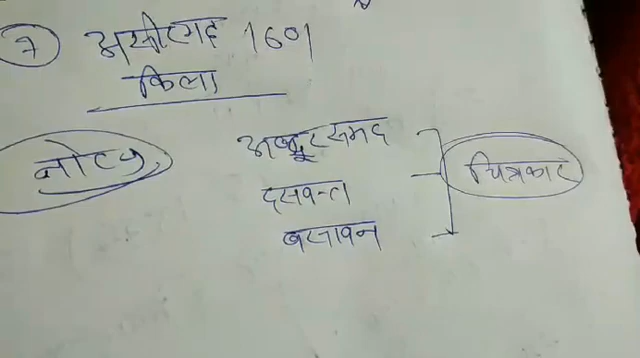 7 असीरगढ़ 1601
किला
नोट अब्दूर समद
दसवन्त चित्रकार
बसावन